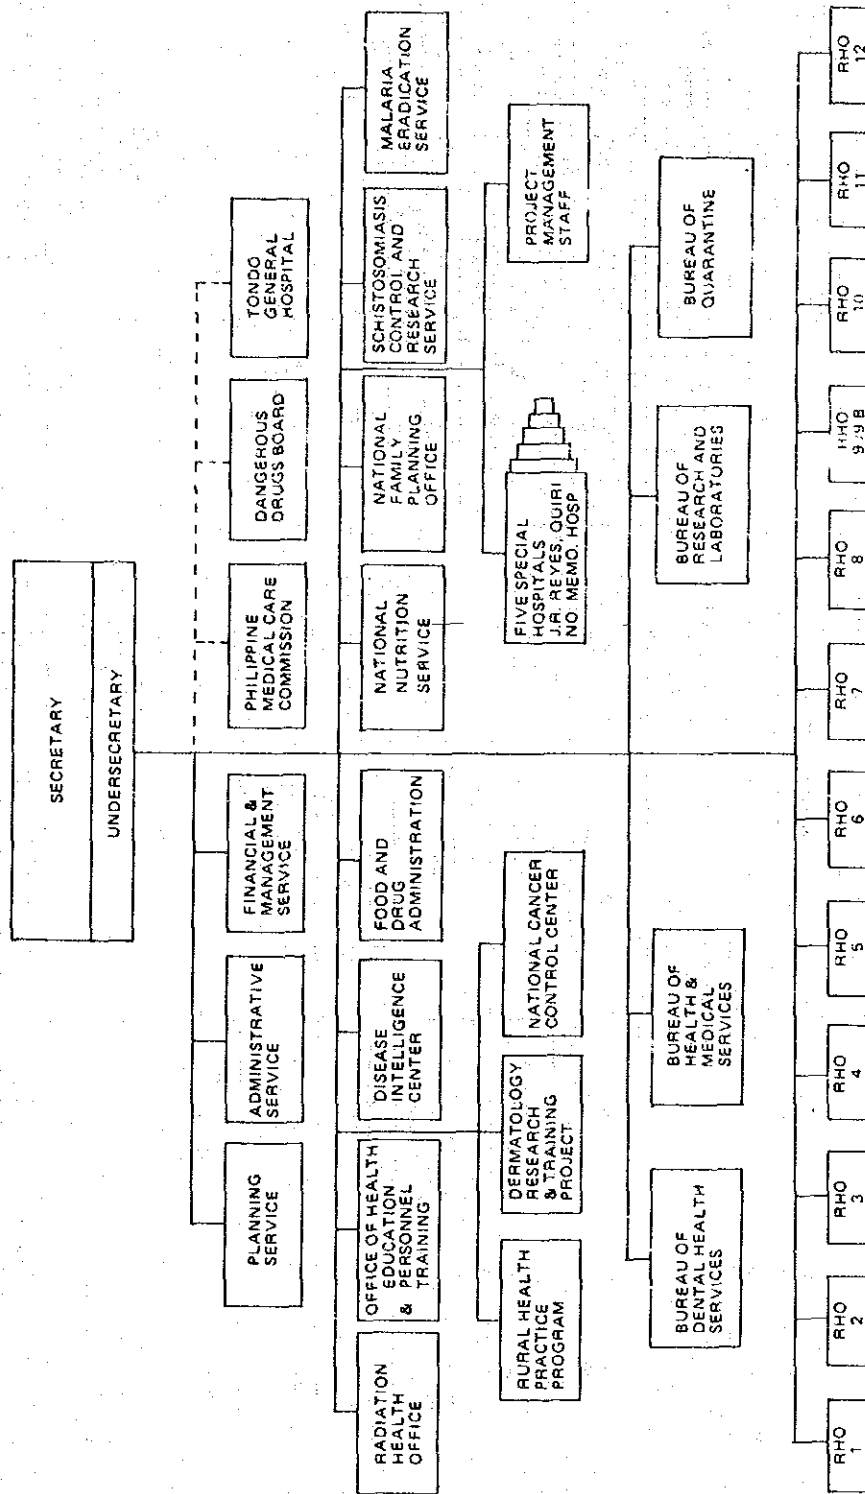 SECRETARY
UNDERSECRETARY
PLANNING
SERVICE
ADMINISTRATIVE
SERVICE
FINANCIAL &
MANAGEMENT
SERVICE
PHILIPPINE
MEDICAL CARE
COMMISSION
DANGEROUS
DRUGS BOARD
TONDO
GENERAL
HOSPITAL
RADIATION
HEALTH
OFFICE
OFFICE OF HEALTH
EDUCATION
& PERSONNEL
TRAINING
DISEASE
INTELLIGENCE
CENTER
FOOD AND
DRUG
ADMINISTRATION
NATIONAL
NUTRITION
SERVICE
NATIONAL
FAMILY
PLANNING
OFFICE
SCHISTOSOMIASIS
CONTROL AND
RESEARCH
SERVICE
MALARIA
ERADICATION
SERVICE
RURAL HEALTH
PRACTICE
PROGRAM
DERMATOLOGY
RESEARCH
& TRAINING
PROJECT
NATIONAL CANCER
CONTROL CENTER
FIVE SPECIAL
HOSPITALS
J.R. REYES, QUIRI
NO. MEMO. HOSP
PROJECT
MANAGEMENT
STAFF
BUREAU OF
DENTAL HEALTH
SERVICES
BUREAU OF
HEALTH &
MEDICAL
SERVICES
BUREAU OF
RESEARCH AND
LABORATORIES
BUREAU OF
QUARANTINE
RHO
1
RHO
2
RHO
3
RHO
4
RHO
5
RHO
6
RHO
7
RHO
8
RHO
9/9 B
RHO
10
RHO
11
RHO
12